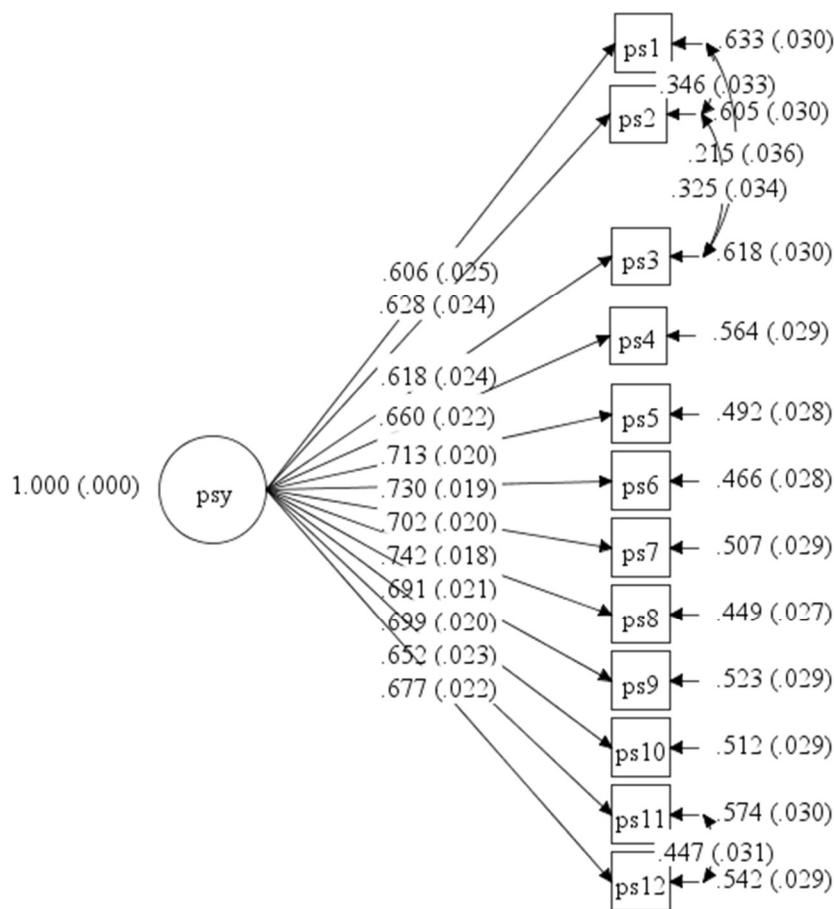 ps1
.633 (.030)
.346 (.033)
ps2
.605 (.030)
.215 (.036)
.325 (.034)
ps3
.618 (.030)
.606 (.025)
.628 (.024)
ps4
.564 (.029)
.618 (.024)
.660 (.022)
ps5
.492 (.028)
.713 (.020)
1.000 (.000)
psy
.730 (.019)
ps6
.466 (.028)
.702 (.020)
ps7
.507 (.029)
.742 (.018)
.691 (.021)
ps8
.449 (.027)
.699 (.020)
.652 (.023)
ps9
.523 (.029)
.677 (.022)
ps10
.512 (.029)
ps11
.574 (.030)
.447 (.031)
ps12
.542 (.029)